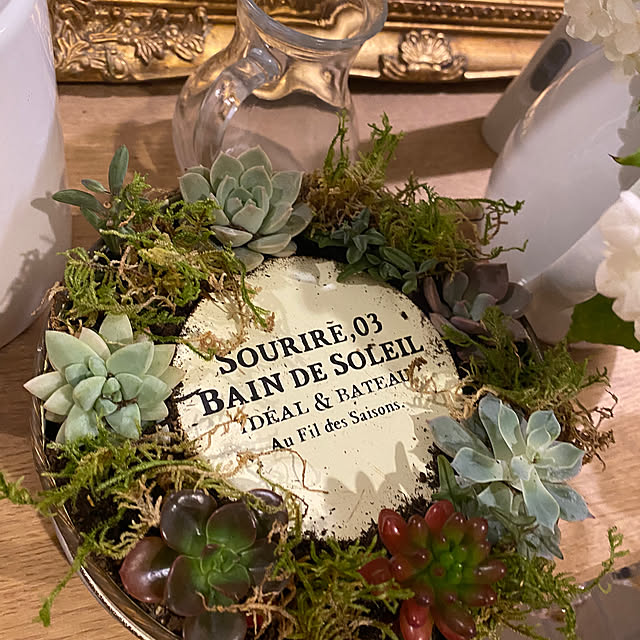 SOURIRE, 03
BAIN DE SOLEIL
IDÉAL & BATEAU
Au Fil des Saisons.